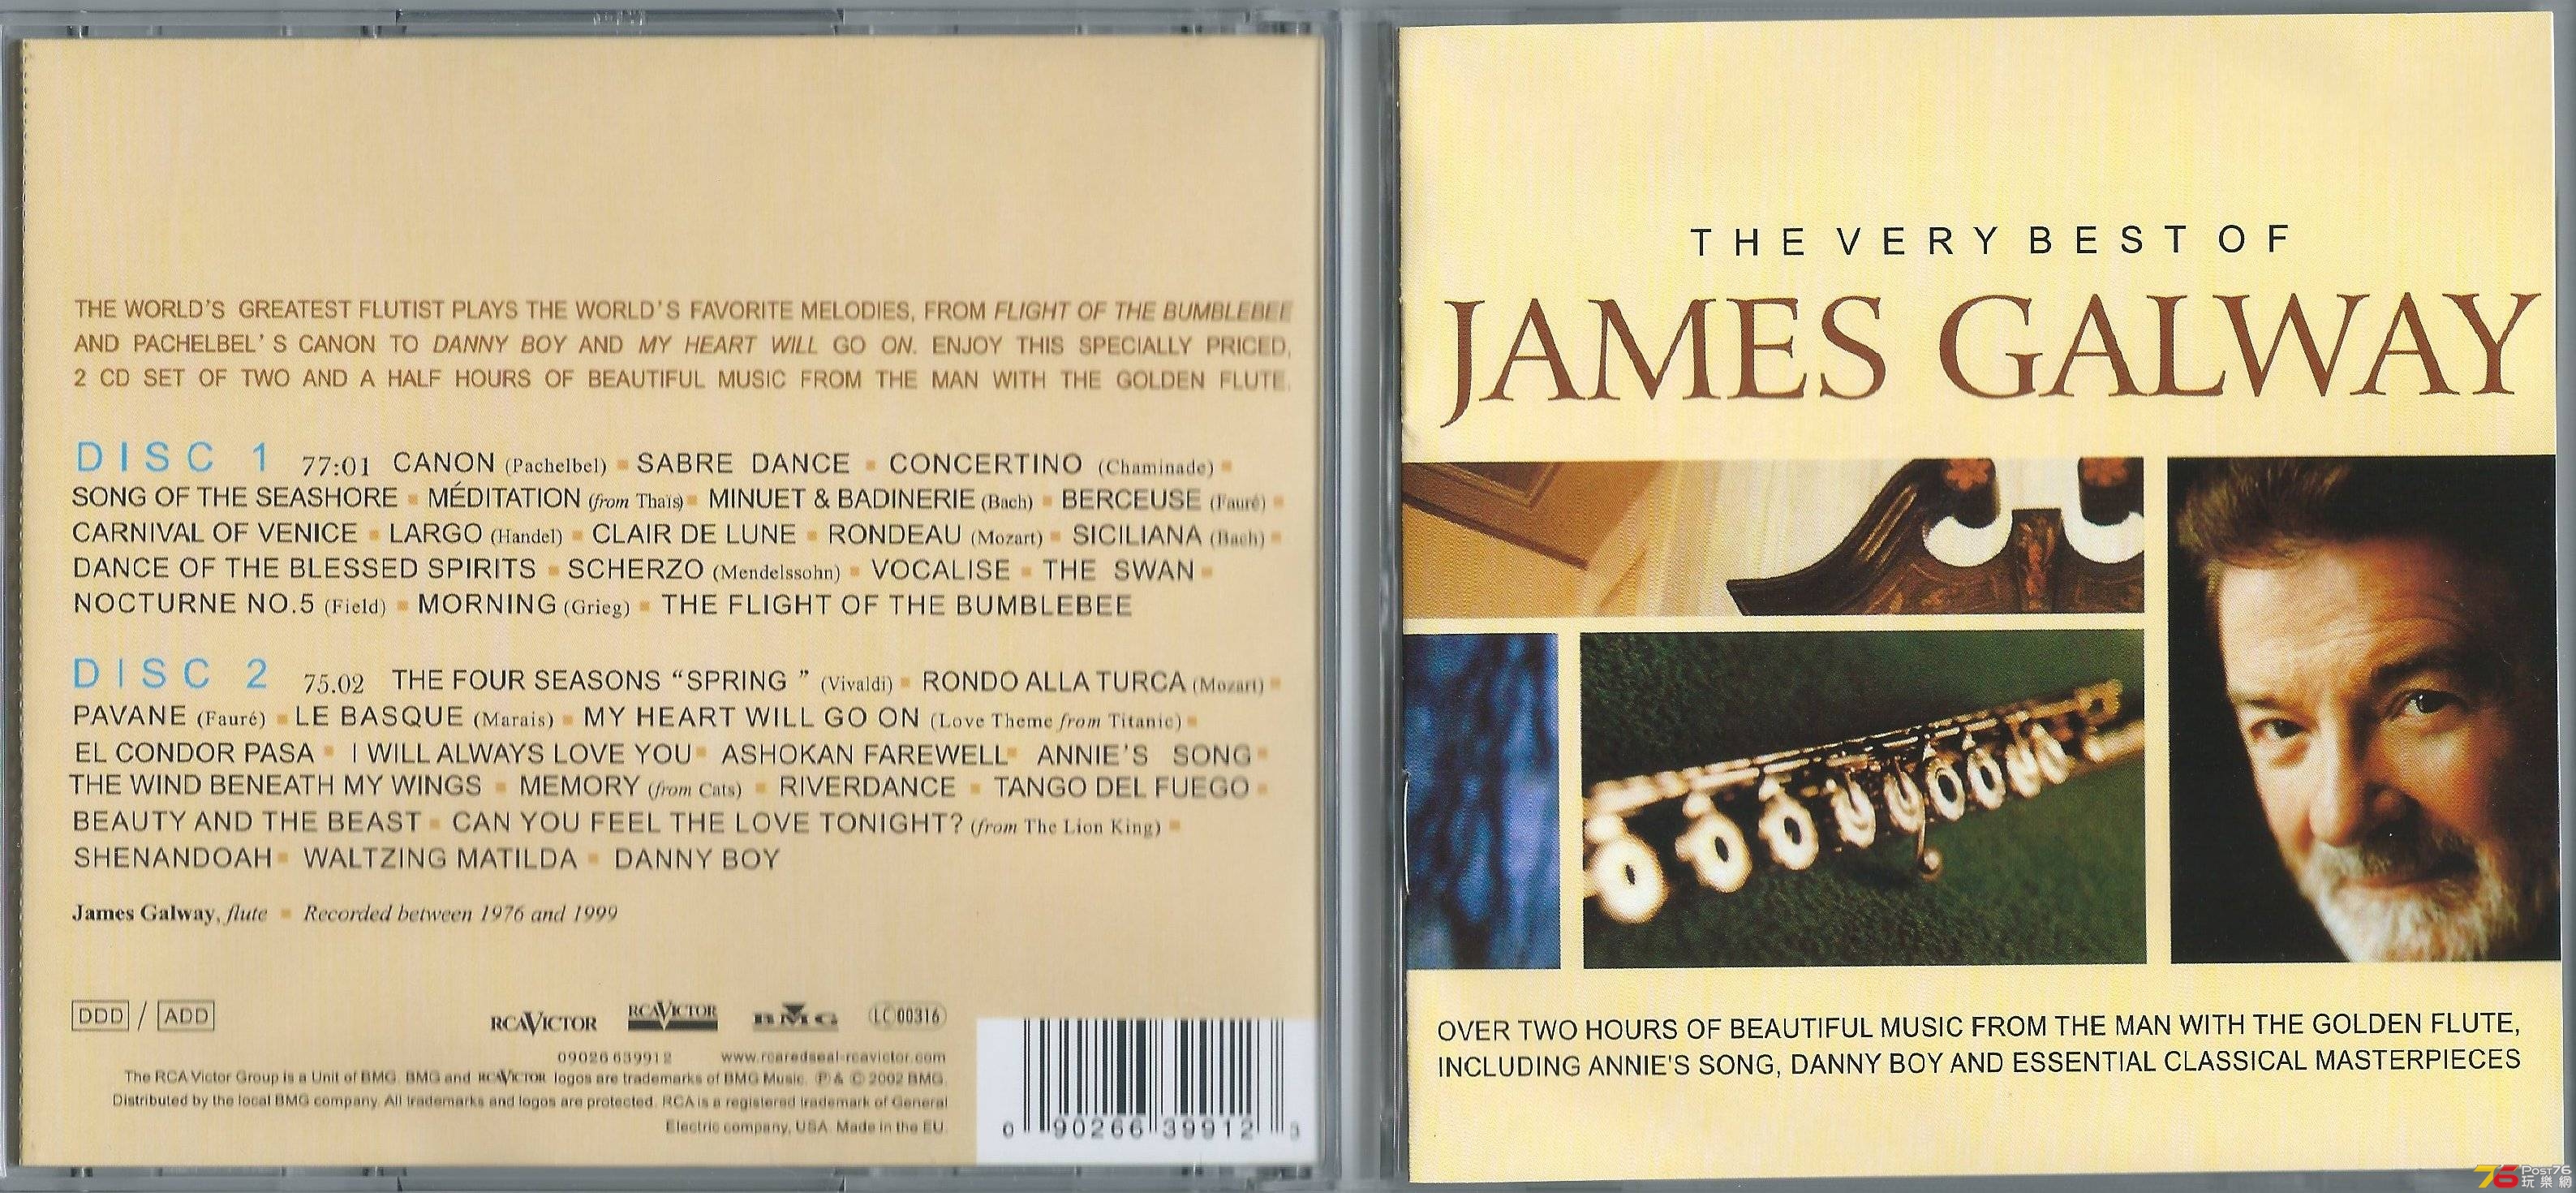 THE WORLD'S GREATEST FLUTIST PLAYS THE WORLD'S FAVORITE MELODIES, FROM FLIGHT OF THE BUMBLEBEE
AND PACHELBEL'S CANON TO DANNY BOY AND MY HEART WILL GO ON. ENJOY THIS SPECIALLY PRICED,
2 CD SET OF TWO AND A HALF HOURS OF BEAUTIFUL MUSIC FROM THE MAN WITH THE GOLDEN FLUTE.
DISC 1 77:01 CANON (Pachelbel) ▪ SABRE DANCE ▪ CONCERTINO (Chaminade) ▪
SONG OF THE SEASHORE ▪ MÉDITATION (from Thaïs) ▪ MINUET & BADINERIE (Bach) ▪ BERCEUSE (Fauré) ▪
CARNIVAL OF VENICE ▪ LARGO (Handel) ▪ CLAIR DE LUNE ▪ RONDEAU (Mozart) ▪ SICILIANA (Bach) ▪
DANCE OF THE BLESSED SPIRITS ▪ SCHERZO (Mendelssohn) ▪ VOCALISE ▪ THE SWAN ▪
NOCTURNE NO.5 (Field) ▪ MORNING (Grieg) ▪ THE FLIGHT OF THE BUMBLEBEE
DISC 2 75.02 THE FOUR SEASONS “SPRING ” (Vivaldi) ▪ RONDO ALLA TURCA (Mozart) ▪
PAVANE (Fauré) ▪ LE BASQUE (Marais) ▪ MY HEART WILL GO ON (Love Theme from Titanic) ▪
EL CONDOR PASA ▪ I WILL ALWAYS LOVE YOU ▪ ASHOKAN FAREWELL ▪ ANNIE'S SONG ▪
THE WIND BENEATH MY WINGS ▪ MEMORY (from Cats) ▪ RIVERDANCE ▪ TANGO DEL FUEGO ▪
BEAUTY AND THE BEAST ▪ CAN YOU FEEL THE LOVE TONIGHT? (from The Lion King) ▪
SHENANDOAH ▪ WALTZING MATILDA ▪ DANNY BOY
James Galway, flute ▪ Recorded between 1976 and 1999
DDD / ADD
RCA VICTOR RCA VICTOR BMG LC 00316
09026 639912 www.rcaredseal-rcavictor.com
The RCA Victor Group is a Unit of BMG. BMG and RCA VICTOR logos are trademarks of BMG Music. ℗ & © 2002 BMG.
Distributed by the local BMG company. All trademarks and logos are protected. RCA is a registered trademark of General
Electric company, USA. Made in the EU.
0 90266 39912 3
THE VERY BEST OF
JAMES GALWAY
OVER TWO HOURS OF BEAUTIFUL MUSIC FROM THE MAN WITH THE GOLDEN FLUTE,
INCLUDING ANNIE'S SONG, DANNY BOY AND ESSENTIAL CLASSICAL MASTERPIECES
76 POST76
玩樂網